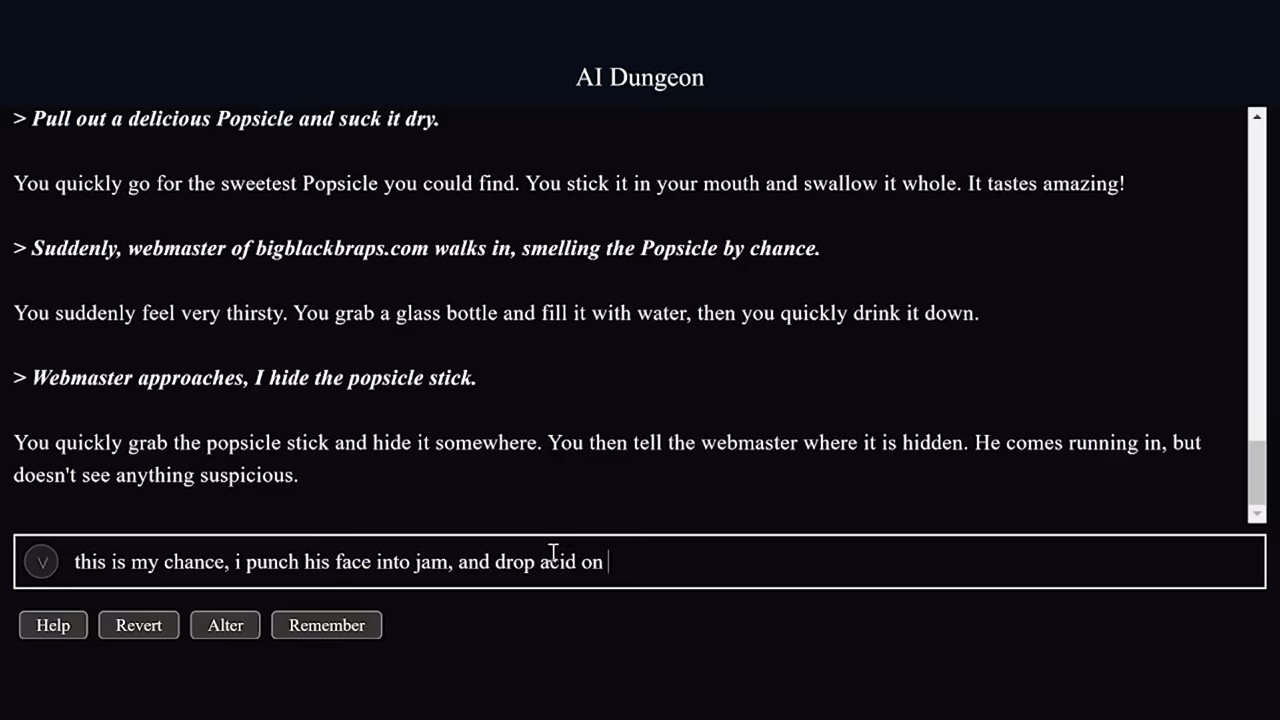 AI Dungeon
> Pull out a delicious Popsicle and suck it dry.
You quickly go for the sweetest Popsicle you could find. You stick it in your mouth and swallow it whole. It tastes amazing!
> Suddenly, webmaster of bigblackbraps.com walks in, smelling the Popsicle by chance.
You suddenly feel very thirsty. You grab a glass bottle and fill it with water, then you quickly drink it down.
> Webmaster approaches, I hide the popsicle stick.
You quickly grab the popsicle stick and hide it somewhere. You then tell the webmaster where it is hidden. He comes running in, but
doesn't see anything suspicious.
this is my chance, i punch his face into jam, and drop acid on
Help Revert Alter Remember